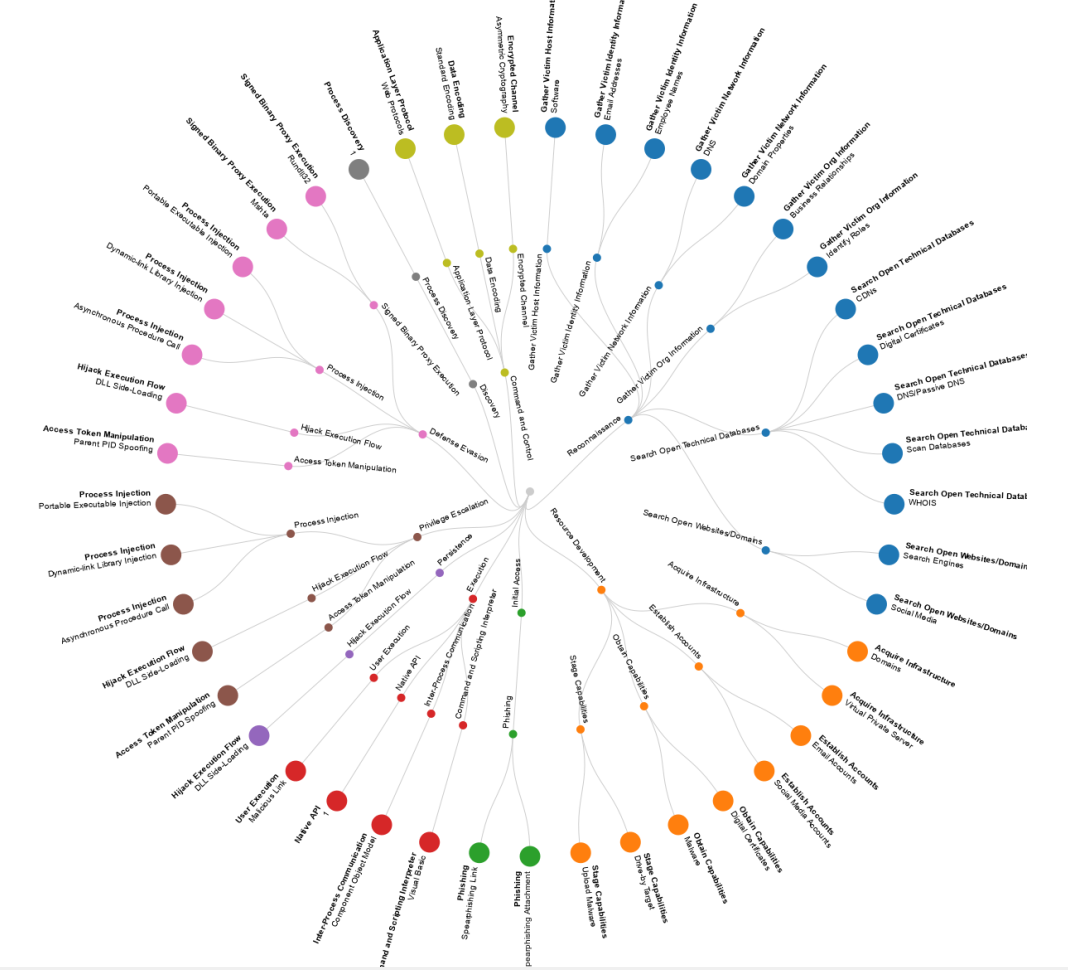 Gather Victim Host Informat
Software
Gather Victim Identity Informa
Email Addresses
Gather Victim Identity Information
Employee Names
Gather Victim Network Information
DNS
Gather Victim Network Information
Domain Properties
Gather Victim Org Information
Business Relationships
Gather Victim Org Information
Identify Roles
Search Open Technical Databases
CDNs
Search Open Technical Databases
Digital Certificates
Search Open Technical Databases
DNS/Passive DNS
Search Open Technical Datab
Scan Databases
Search Open Technical Datab
WHOIS
Search Open Websites/Domain
Search Engines
Search Open Websites/Domains
Social Media
Acquire Infrastructure
Domains
Acquire Infrastructure
Virtual Private Server
Establish Accounts
Email Accounts
Establish Accounts
Social Media Accounts
Obtain Capabilities
Digital Certificates
Obtain Capabilities
Malware
Stage Capabilities
Drive-by Target
Stage Capabilities
Upload Malware
Phishing
pearphishing Attachment
Phishing
Spearphishing Link
and and Scripting Interpreter
Visual Basic
Inter-Process Communication
Component Object Model
Native API
1
User Execution
Malicious Link
Hijack Execution Flow
DLL Side-Loading
Access Token Manipulation
Parent PID Spoofing
Hijack Execution Flow
DLL Side-Loading
Process Injection
Asynchronous Procedure Call
Process Injection
Dynamic-link Library Injection
Process Injection
Portable Executable Injection
Access Token Manipulation
Parent PID Spoofing
Hijack Execution Flow
DLL Side-Loading
Process Injection
Asynchronous Procedure Call
Process Injection
Dynamic-link Library Injection
Process Injection
Portable Executable Injection
Signed Binary Proxy Execution
Mshta
Signed Binary Proxy Execution
Rundll32
Process Discovery
1
Application Layer Protocol
Web Protocols
Data Encoding
Standard Encoding
Encrypted Channel
Asymmetric Cryptography
Gather Victim Host Information
Gather Victim Identity Information
Gather Victim Network Information
Gather Victim Org Information
Reconnaissance
Search Open Technical Databases
Search Open Websites/Domains
Resource Development
Acquire Infrastructure
Establish Accounts
Obtain Capabilities
Stage Capabilities
Initial Access
Phishing
Execution
Command and Scripting Interpreter
Inter-Process Communication
Native API
User Execution
Persistence
Hijack Execution Flow
Privilege Escalation
Access Token Manipulation
Hijack Execution Flow
Process Injection
Defense Evasion
Access Token Manipulation
Hijack Execution Flow
Process Injection
Signed Binary Proxy Execution
Discovery
Process Discovery
Command and Control
Application Layer Protocol
Data Encoding
Encrypted Channel